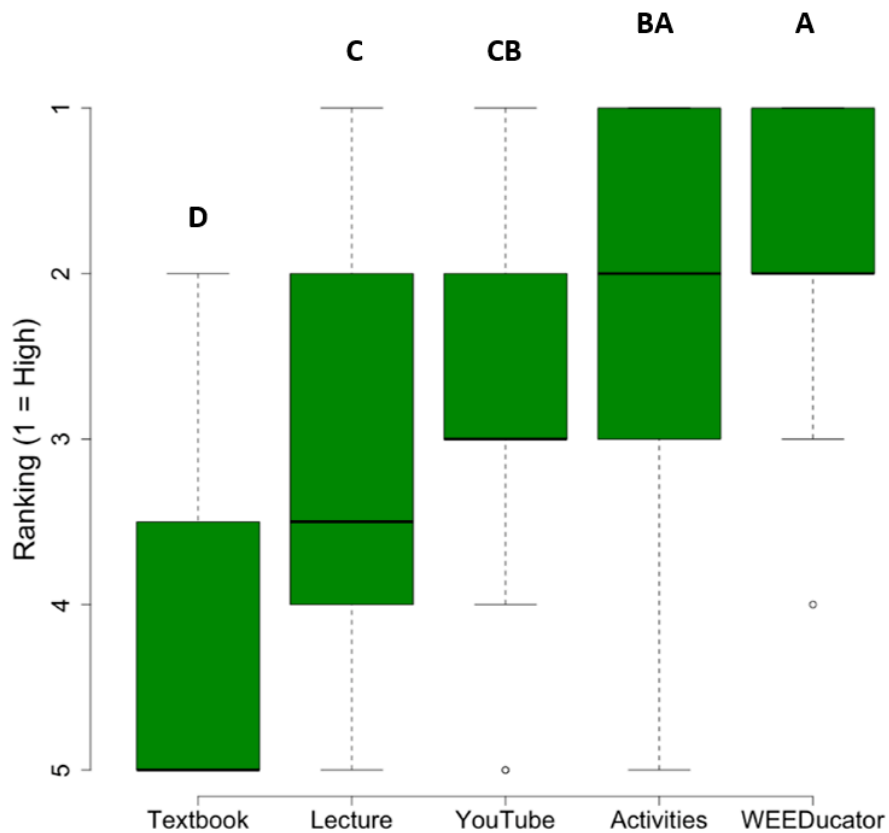 BA
A
C
CB
D
Ranking (1 = High)
1
2
3
4
5
Textbook
Lecture
YouTube
Activities
WEEDucator